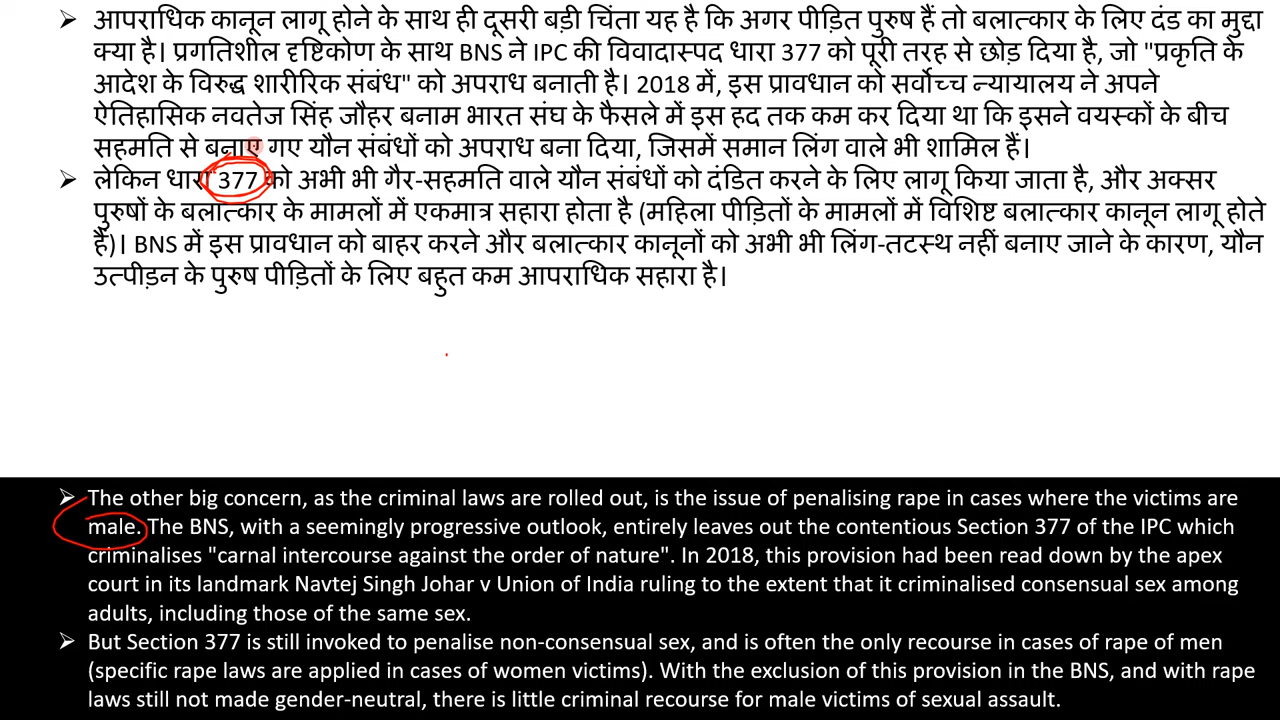 ➢ आपराधिक कानून लागू होने के साथ ही दूसरी बड़ी चिंता यह है कि अगर पीड़ित पुरुष हैं तो बलात्कार के लिए दंड का मुद्दा
क्या है। प्रगतिशील दृष्टिकोण के साथ BNS ने IPC की विवादास्पद धारा 377 को पूरी तरह से छोड़ दिया है, जो "प्रकृति के
आदेश के विरुद्ध शारीरिक संबंध" को अपराध बनाती है। 2018 में, इस प्रावधान को सर्वोच्च न्यायालय ने अपने
ऐतिहासिक नवतेज सिंह जौहर बनाम भारत संघ के फैसले में इस हद तक कम कर दिया था कि इसने वयस्कों के बीच
सहमति से बनाए गए यौन संबंधों को अपराध बना दिया, जिसमें समान लिंग वाले भी शामिल हैं।
➢ लेकिन धारा 377 को अभी भी गैर-सहमति वाले यौन संबंधों को दंडित करने के लिए लागू किया जाता है, और अक्सर
पुरुषों के बलात्कार के मामलों में एकमात्र सहारा होता है (महिला पीड़ितों के मामलों में विशिष्ट बलात्कार कानून लागू होते
हैं)। BNS में इस प्रावधान को बाहर करने और बलात्कार कानूनों को अभी भी लिंग-तटस्थ नहीं बनाए जाने के कारण, यौन
उत्पीड़न के पुरुष पीड़ितों के लिए बहुत कम आपराधिक सहारा है।
➢ The other big concern, as the criminal laws are rolled out, is the issue of penalising rape in cases where the victims are
male. The BNS, with a seemingly progressive outlook, entirely leaves out the contentious Section 377 of the IPC which
criminalises "carnal intercourse against the order of nature". In 2018, this provision had been read down by the apex
court in its landmark Navtej Singh Johar v Union of India ruling to the extent that it criminalised consensual sex among
adults, including those of the same sex.
➢ But Section 377 is still invoked to penalise non-consensual sex, and is often the only recourse in cases of rape of men
(specific rape laws are applied in cases of women victims). With the exclusion of this provision in the BNS, and with rape
laws still not made gender-neutral, there is little criminal recourse for male victims of sexual assault.